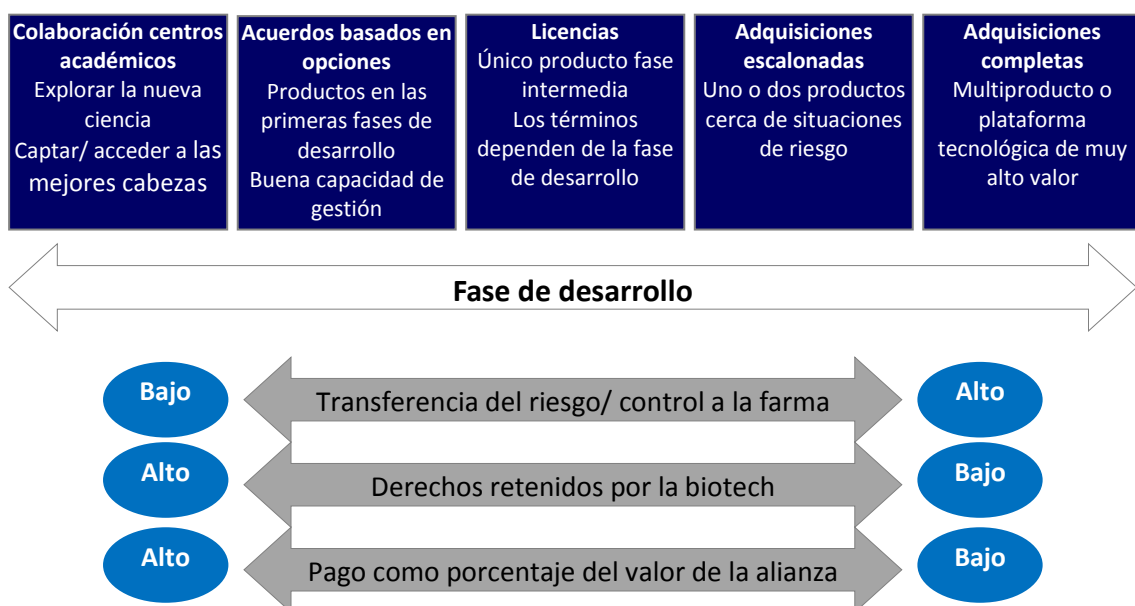 Colaboración centros
académicos
Explorar la nueva
ciencia
Captar/ acceder a las
mejores cabezas
Acuerdos basados en
opciones
Productos en las
primeras fases de
desarrollo
Buena capacidad de
gestión
Licencias
Único producto fase
intermedia
Los términos
dependen de la fase
de desarrollo
Adquisiciones
escalonadas
Uno o dos productos
cerca de situaciones
de riesgo
Adquisiciones
completas
Multiproducto o
plataforma
tecnológica de muy
alto valor
Fase de desarrollo
Bajo
Transferencia del riesgo/ control a la farma
Alto
Alto
Derechos retenidos por la biotech
Bajo
Alto
Pago como porcentaje del valor de la alianza
Bajo